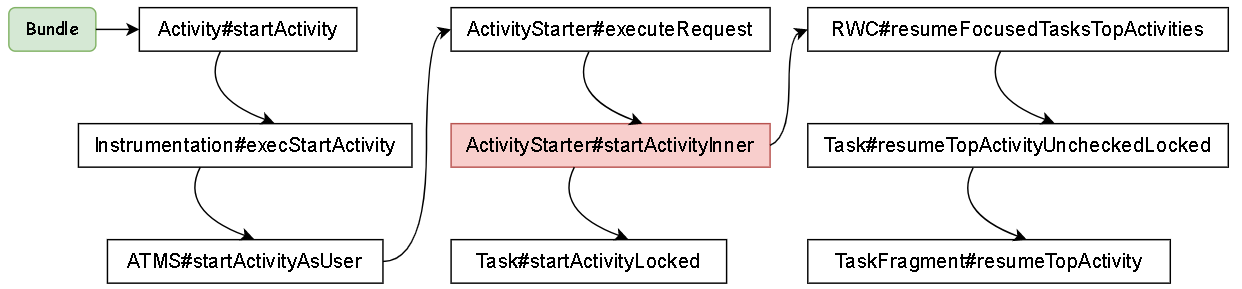 Bundle
Activity#startActivity
Instrumentation#execStartActivity
ATMS#startActivityAsUser
ActivityStarter#executeRequest
ActivityStarter#startActivityInner
Task#startActivityLocked
RWC#resumeFocusedTasksTopActivities
Task#resumeTopActivityUncheckedLocked
TaskFragment#resumeTopActivity